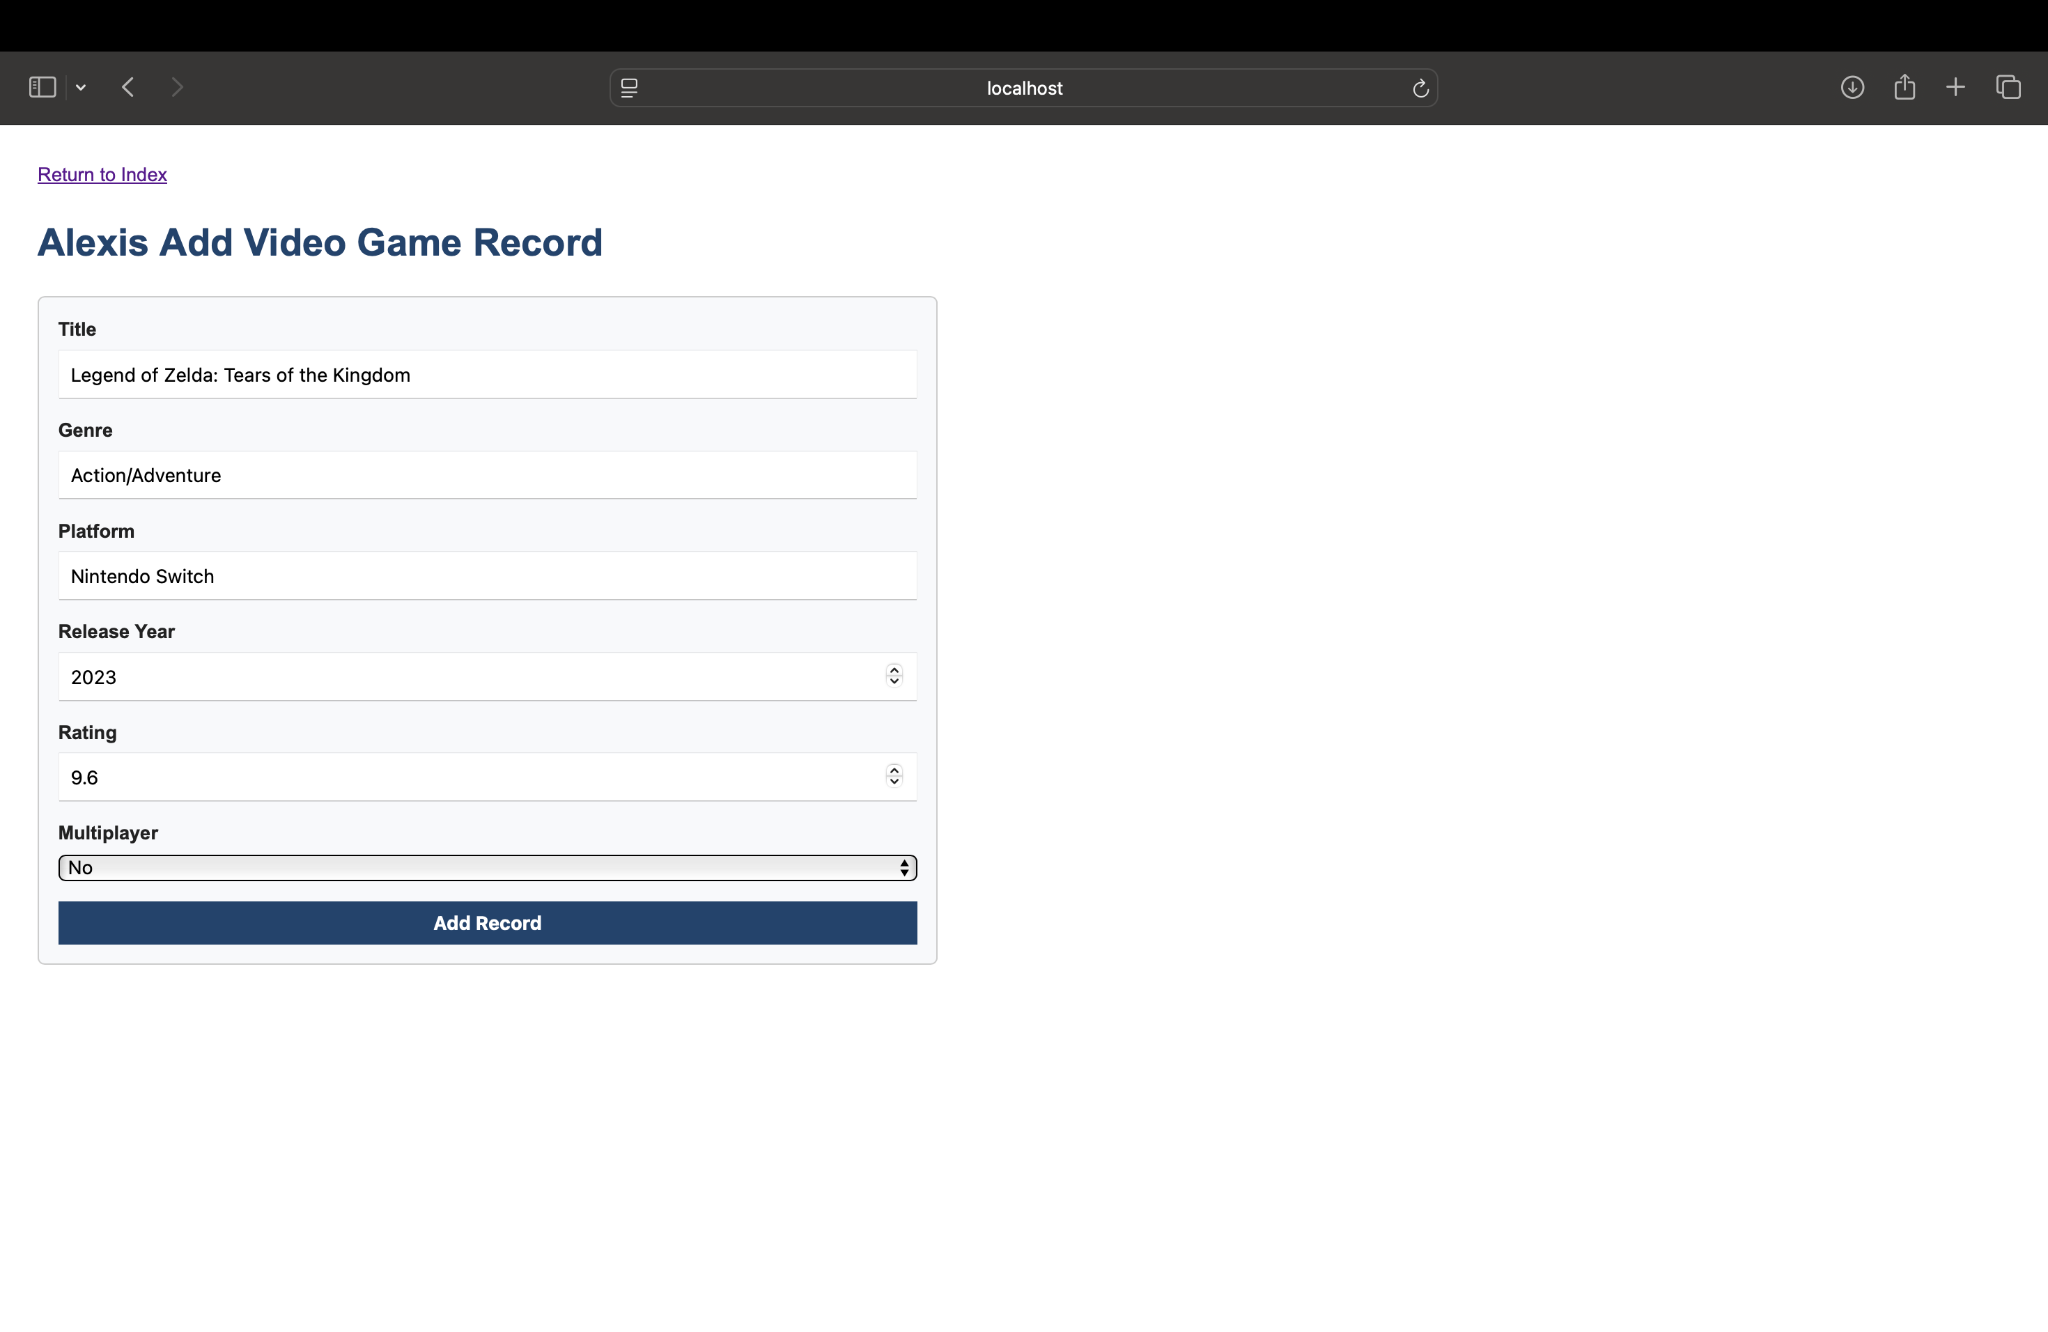 localhost
Return to Index
Alexis Add Video Game Record
Title
Legend of Zelda: Tears of the Kingdom
Genre
Action/Adventure
Platform
Nintendo Switch
Release Year
2023
Rating
9.6
Multiplayer
No
Add Record